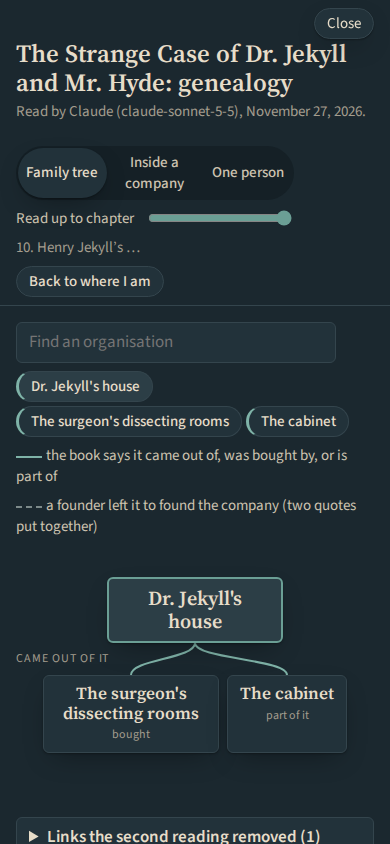 Close
The Strange Case of Dr. Jekyll
and Mr. Hyde: genealogy
Read by Claude (claude-sonnet-5-5), November 27, 2026.
Family tree
Inside a
company
One person
Read up to chapter
10. Henry Jekyll’s …
Back to where I am
Find an organisation
Dr. Jekyll's house
The surgeon's dissecting rooms
The cabinet
the book says it came out of, was bought by, or is
part of
a founder left it to found the company (two quotes
put together)
Dr. Jekyll's
house
CAME OUT OF IT
The surgeon's
dissecting rooms
bought
The cabinet
part of it
Links the second reading removed (1)